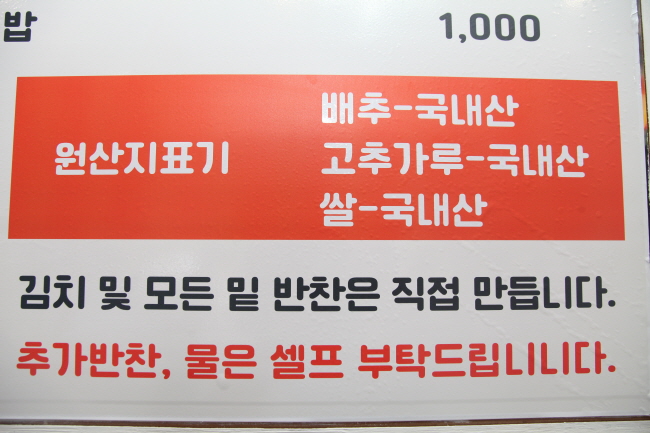 밥 1,000
배추-국내산
원산지표기 고추가루-국내산
쌀-국내산
김치 및 모든 밑 반찬은 직접 만듭니다.
추가반찬, 물은 셀프 부탁드립니니다.